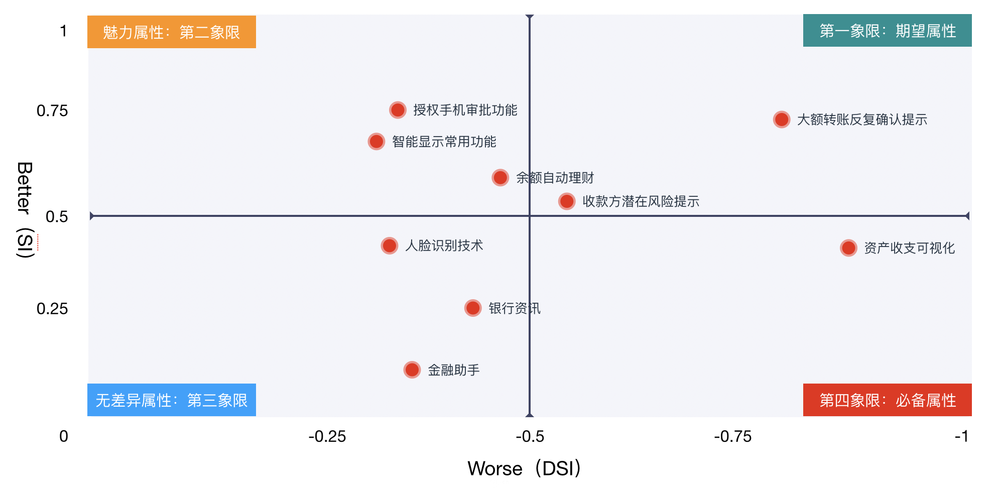 1
魅力属性：第二象限
第一象限：期望属性
0.75
授权手机审批功能
大额转账反复确认提示
智能显示常用功能
余额自动理财
收款方潜在风险提示
Better（SI）
0.5
人脸识别技术
资产收支可视化
0.25
银行资讯
金融助手
无差异属性：第三象限
第四象限：必备属性
0
-0.25
-0.5
-0.75
-1
Worse（DSI）